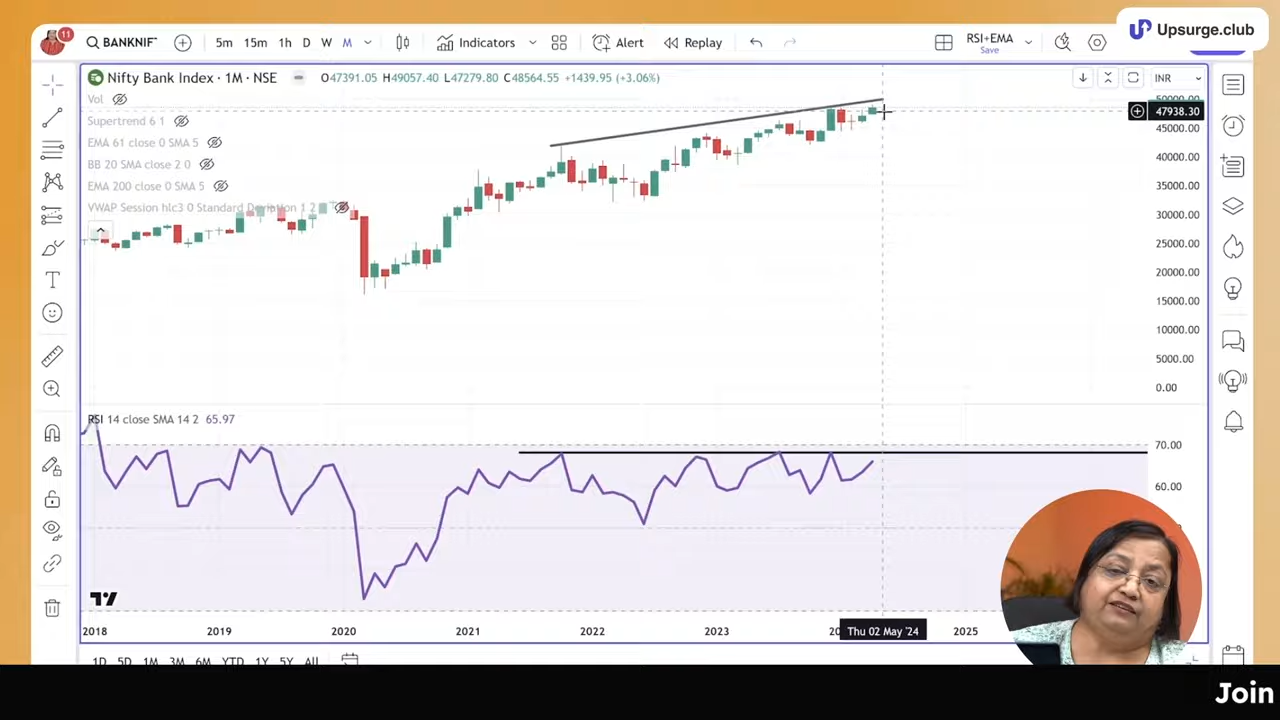 Upsurge.club
11
BANKNIF
5m 15m 1h D W M
Indicators
Alert
Replay
RSI+EMA
Save
Nifty Bank Index · 1M · NSE
O47391.05 H49057.40 L47279.80 C48564.55 +1439.95 (+3.06%)
INR
Vol
Supertrend 6 1
EMA 61 close 0 SMA 5
BB 20 SMA close 2 0
EMA 200 close 0 SMA 5
VWAP Session hlc3 0 Standard Deviation 1 2
50000.00
47938.30
45000.00
40000.00
35000.00
30000.00
25000.00
20000.00
15000.00
10000.00
5000.00
0.00
RSI 14 close SMA 14 2 65.97
70.00
60.00
2018 2019 2020 2021 2022 2023 Thu 02 May '24 2025
1D 5D 1M 3M 6M YTD 1Y 5Y All
Join